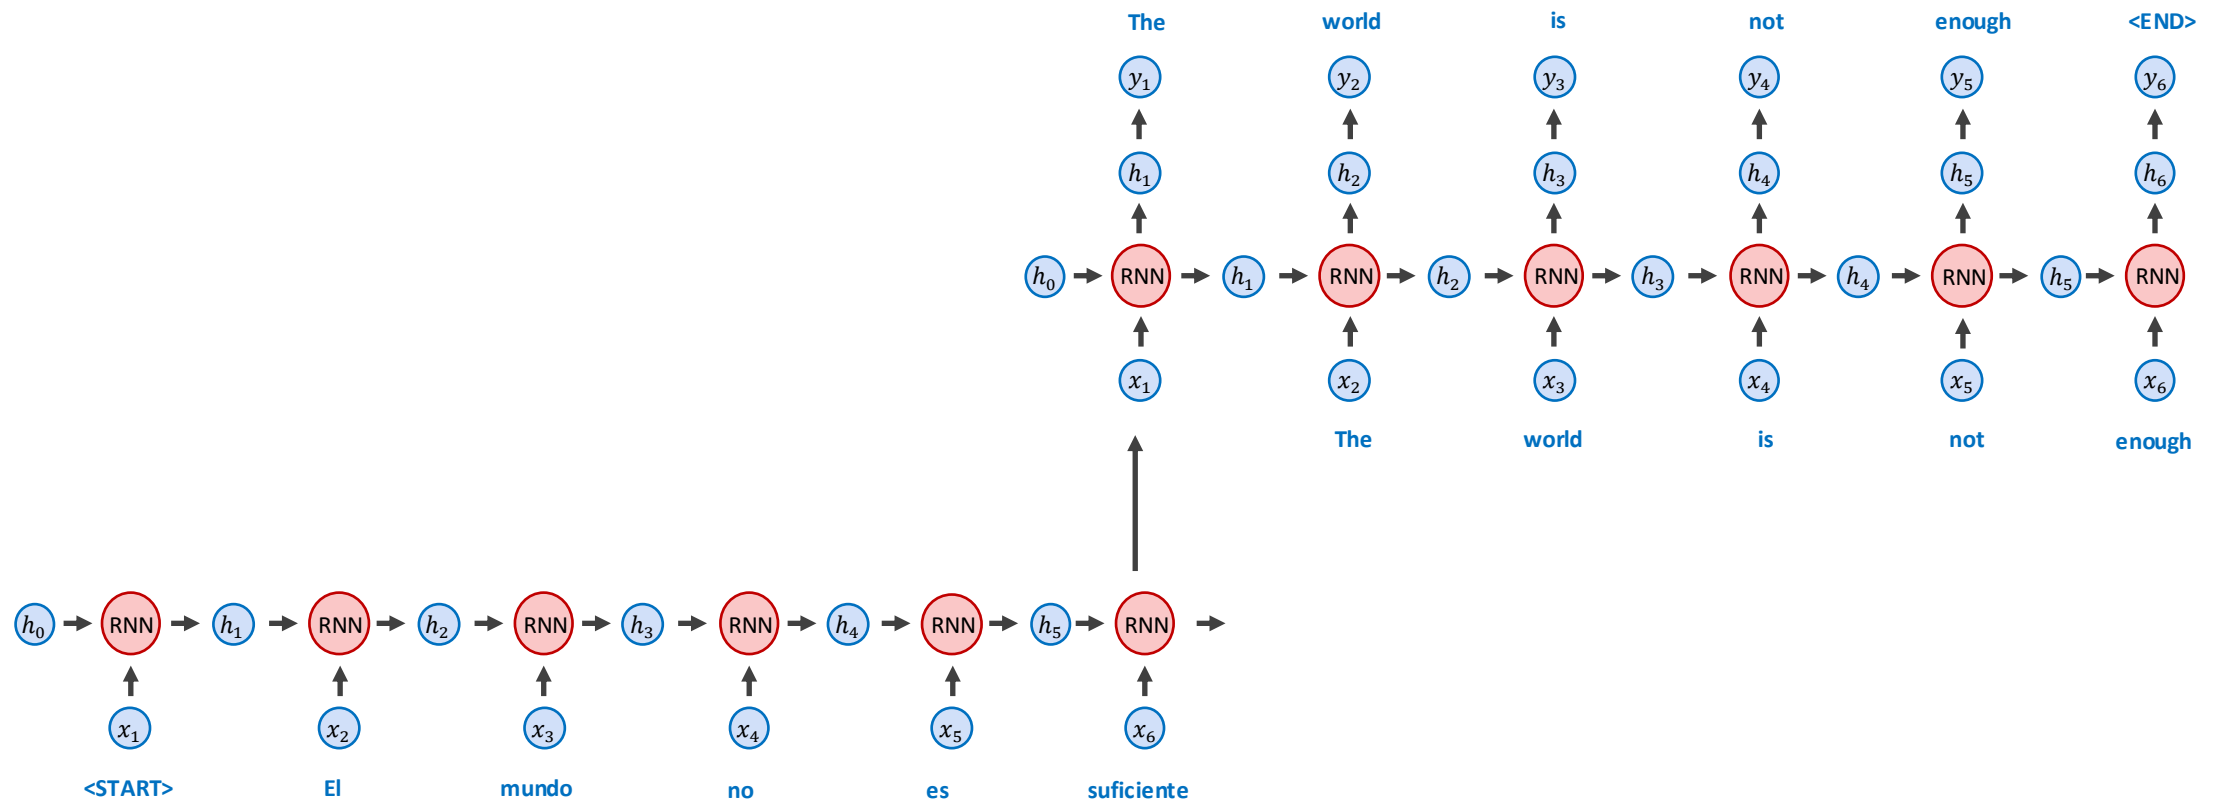 The world is not enough <END>
y₁ y₂ y₃ y₄ y₅ y₆
h₁ h₂ h₃ h₄ h₅ h₆
h₀ RNN h₁ RNN h₂ RNN h₃ RNN h₄ RNN h₅ RNN
x₁ x₂ x₃ x₄ x₅ x₆
The world is not enough
h₀ RNN h₁ RNN h₂ RNN h₃ RNN h₄ RNN h₅ RNN
x₁ x₂ x₃ x₄ x₅ x₆
<START> El mundo no es suficiente